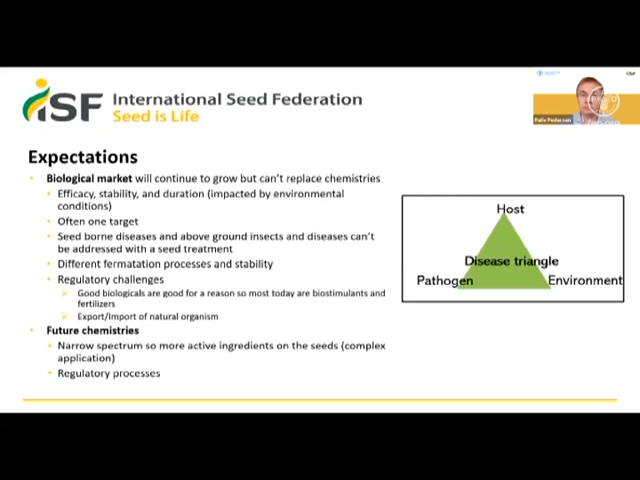 iSF
International Seed Federation
Seed is Life
Expectations
Biological market will continue to grow but can't replace chemistries
Efficacy, stability, and duration (impacted by environmental
conditions)
Often one target
Seed borne diseases and above ground insects and diseases can't
be addressed with a seed treatment
Different fermatation processes and stability
Regulatory challenges
Good biologicals are good for a reason so most today are biostimulants and
fertilizers
Export/Import of natural organism
Future chemistries
Narrow spectrum so more active ingredients on the seeds (complex
application)
Regulatory processes
Host
Disease triangle
Pathogen
Environment
Palle Pedersen
iSF